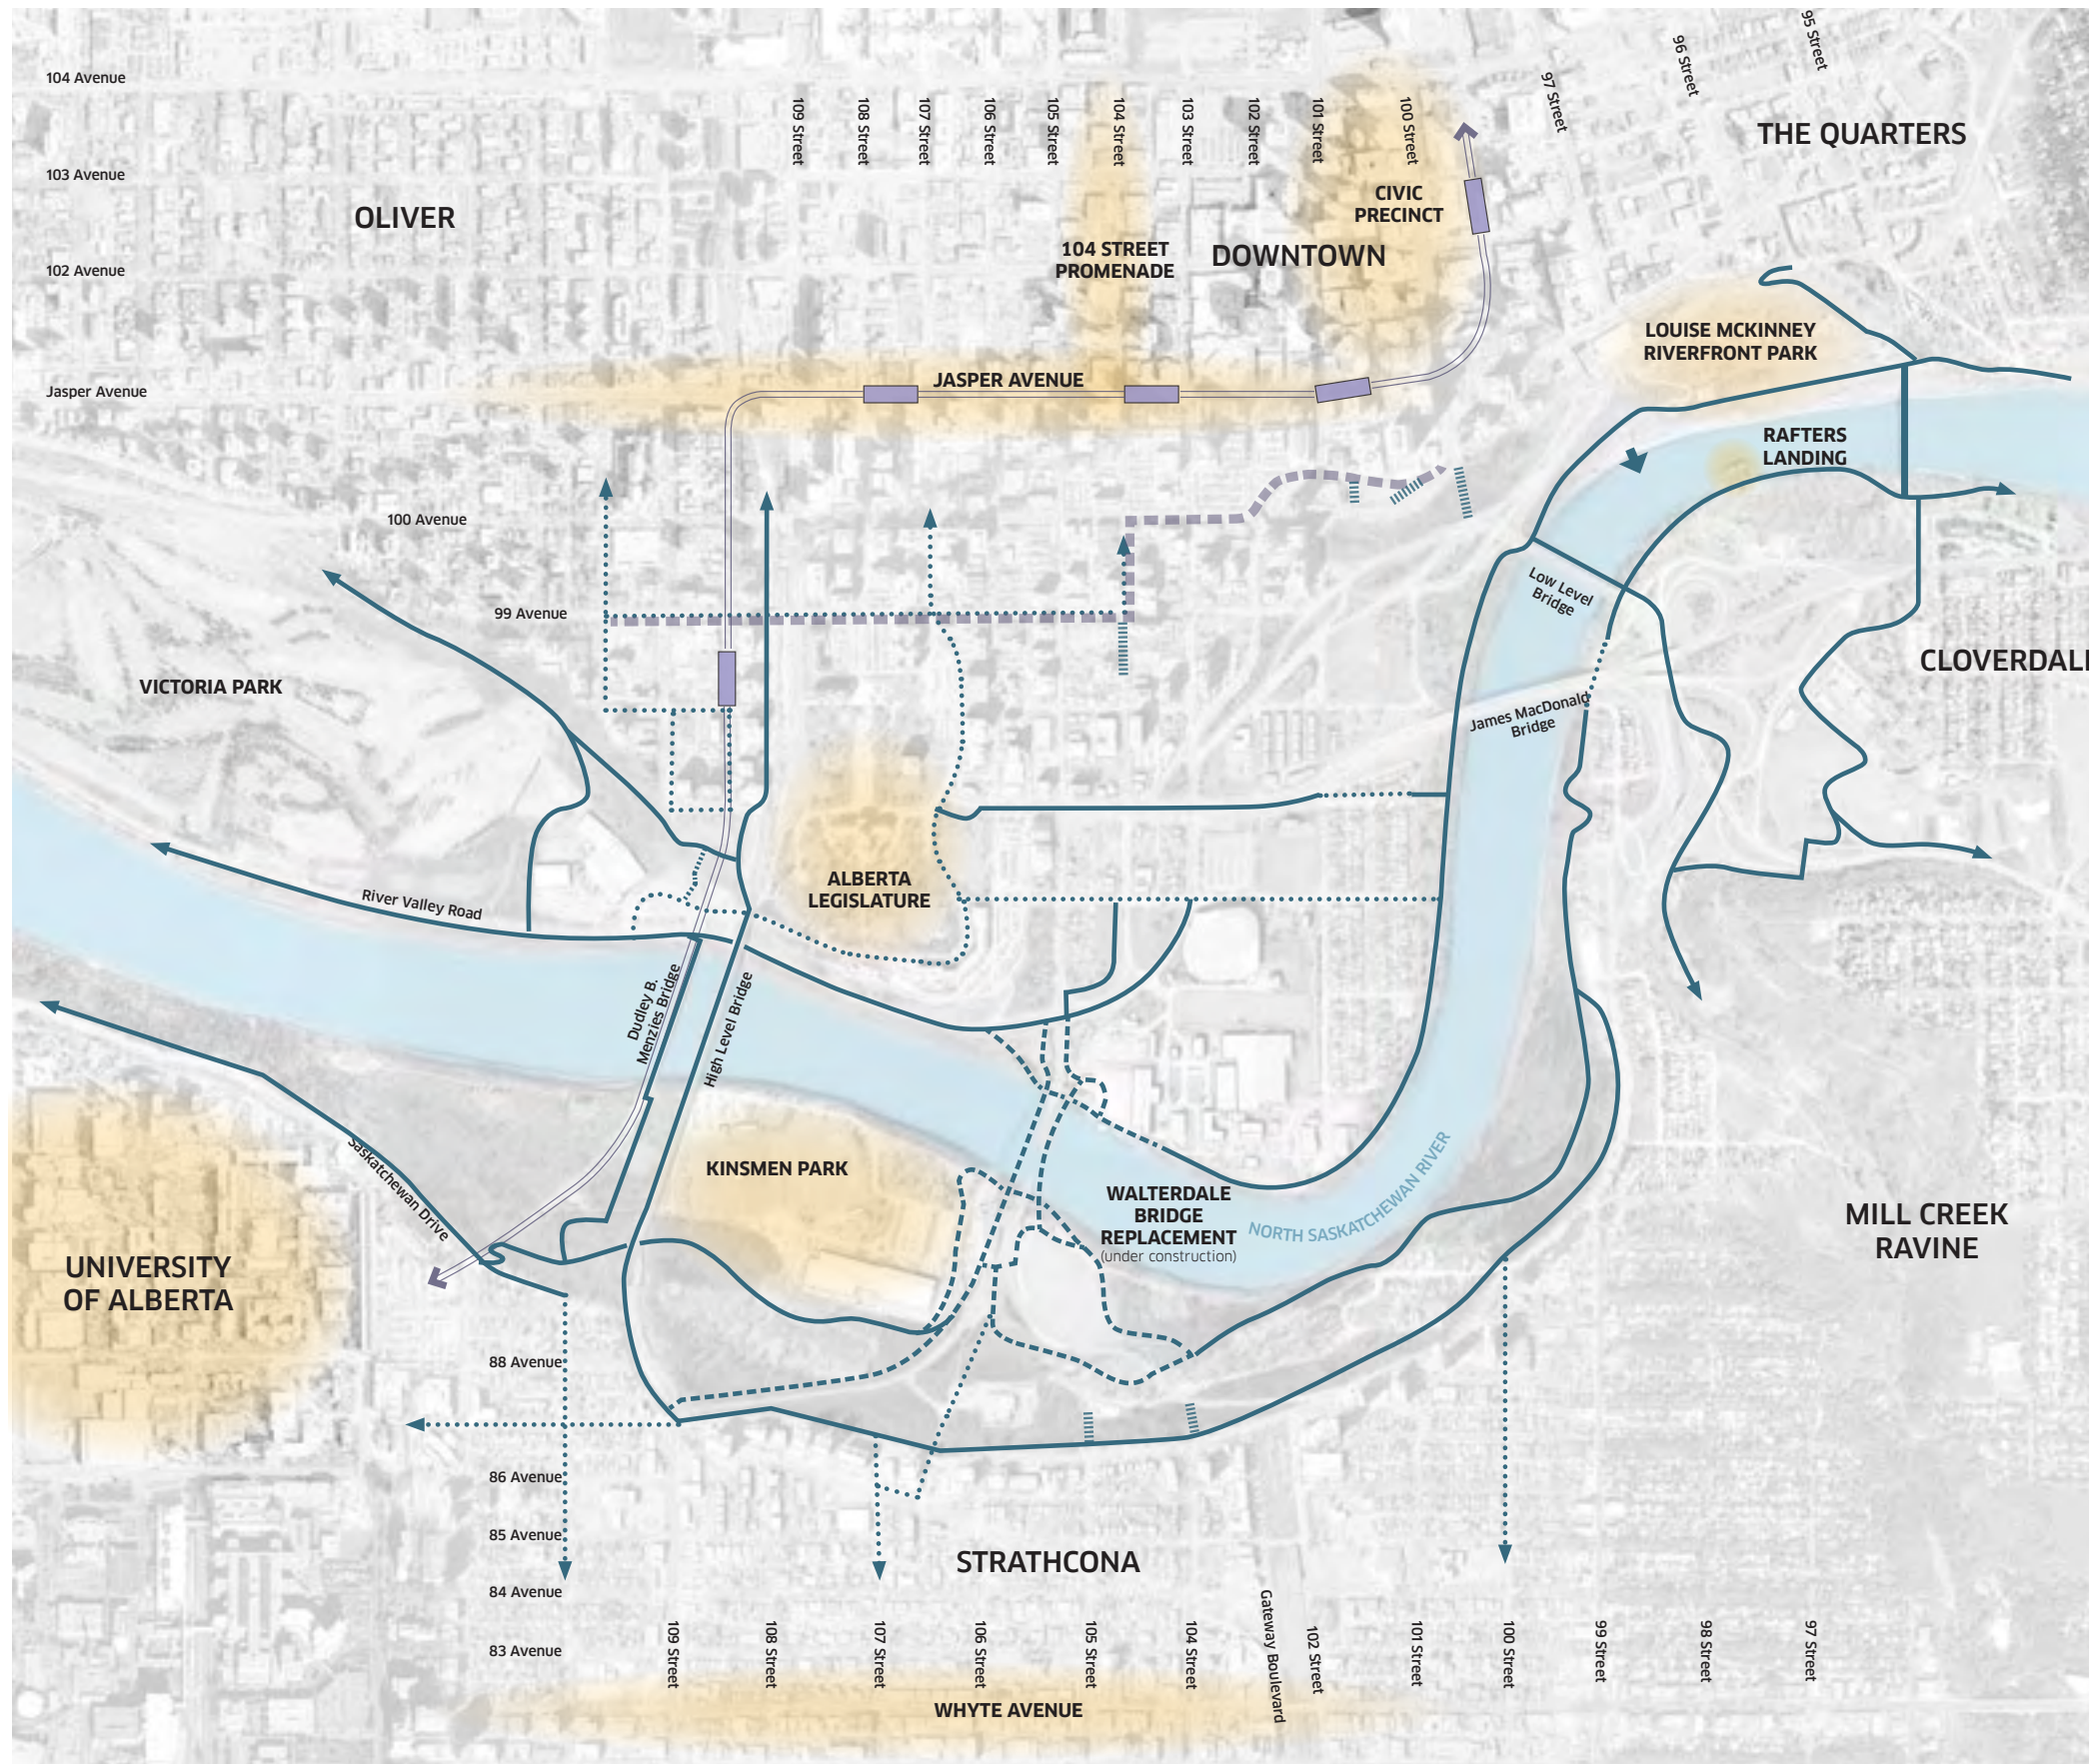 104 Avenue
103 Avenue
102 Avenue
Jasper Avenue
109 Street
108 Street
107 Street
106 Street
105 Street
104 Street
103 Street
102 Street
101 Street
100 Street
97 Street
96 Street
95 Street
THE QUARTERS
OLIVER
CIVIC
PRECINCT
104 STREET
PROMENADE
DOWNTOWN
LOUISE MCKINNEY
RIVERFRONT PARK
JASPER AVENUE
RAFTERS
LANDING
100 Avenue
99 Avenue
Low Level
Bridge
CLOVERDALE
VICTORIA PARK
James MacDonald
Bridge
ALBERTA
LEGISLATURE
River Valley Road
Dudley B.
Menzies Bridge
High Level Bridge
Saskatchewan Drive
KINSMEN PARK
WALTERDALE
BRIDGE
REPLACEMENT
(under construction)
NORTH SASKATCHEWAN RIVER
MILL CREEK
RAVINE
UNIVERSITY
OF ALBERTA
88 Avenue
86 Avenue
85 Avenue
84 Avenue
83 Avenue
STRATHCONA
109 Street
108 Street
107 Street
106 Street
105 Street
104 Street
Gateway Boulevard
102 Street
101 Street
100 Street
99 Street
98 Street
97 Street
WHYTE AVENUE